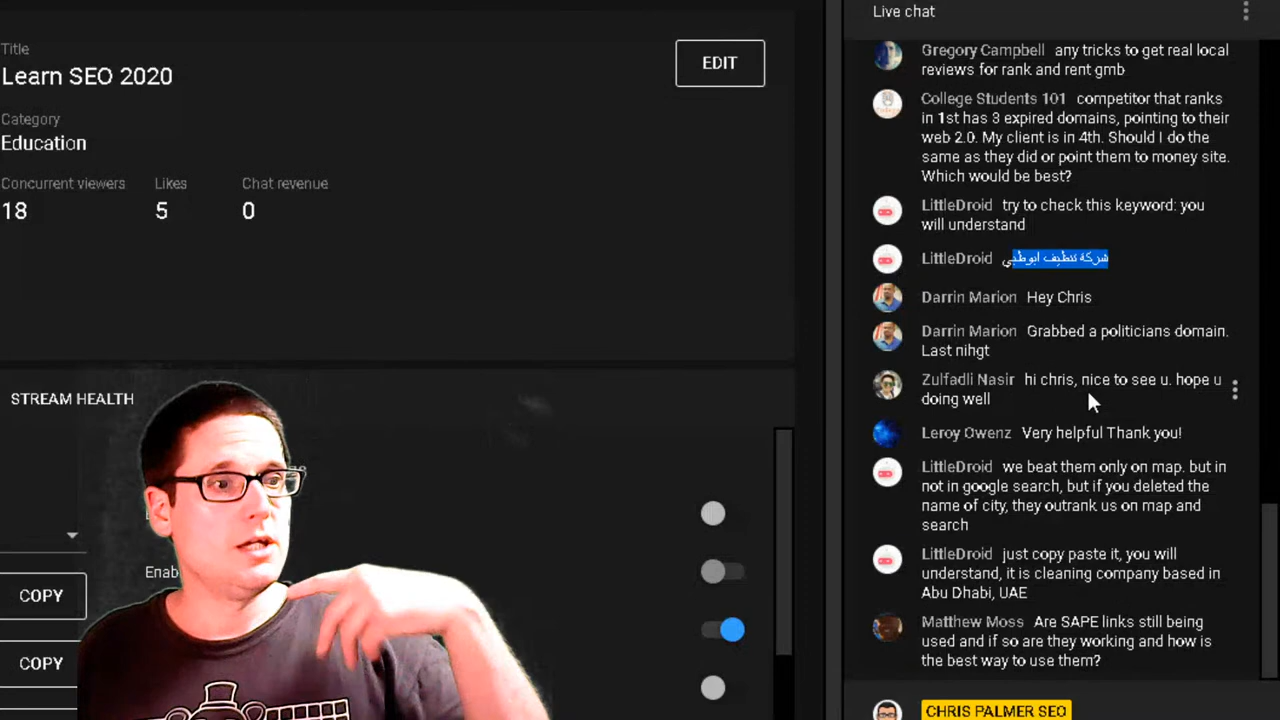 Title
Learn SEO 2020
EDIT
Category
Education
Concurrent viewers
Likes
Chat revenue
18
5
0
STREAM HEALTH
Enab
COPY
COPY
Live chat
Gregory Campbell any tricks to get real local
reviews for rank and rent gmb
College Students 101 competitor that ranks
in 1st has 3 expired domains, pointing to their
web 2.0. My client is in 4th. Should I do the
same as they did or point them to money site.
Which would be best?
LittleDroid try to check this keyword: you
will understand
LittleDroid شركة تنظيف ابوظبي
Darrin Marion Hey Chris
Darrin Marion Grabbed a politicians domain.
Last nihgt
Zulfadli Nasir hi chris, nice to see u. hope u
doing well
Leroy Owenz Very helpful Thank you!
LittleDroid we beat them only on map. but in
not in google search, but if you deleted the
name of city, they outrank us on map and
search
LittleDroid just copy paste it, you will
understand, it is cleaning company based in
Abu Dhabi, UAE
Matthew Moss Are SAPE links still being
used and if so are they working and how is
the best way to use them?
CHRIS PALMER SEO